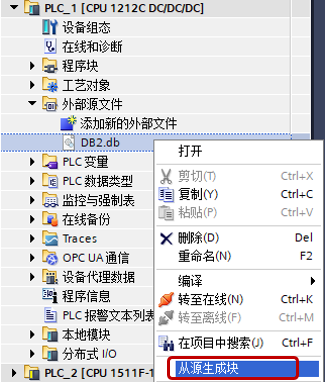 PLC_1 [CPU 1212C DC/DC/DC]
设备组态
在线和诊断
程序块
工艺对象
外部源文件
添加新的外部文件
DB2.db
PLC 变量
PLC 数据类型
监控与强制表
在线备份
Traces
OPC UA 通信
设备代理数据
程序信息
PLC 报警文本列表
本地模块
分布式 I/O
PLC_2 [CPU 1511F-1
打开
剪切(T) Ctrl+X
复制(Y) Ctrl+C
粘贴(P) Ctrl+V
删除(D) Del
重命名(N) F2
编译
转至在线(N) Ctrl+K
转至离线(F) Ctrl+M
在项目中搜索(J) Ctrl+F
从源生成块